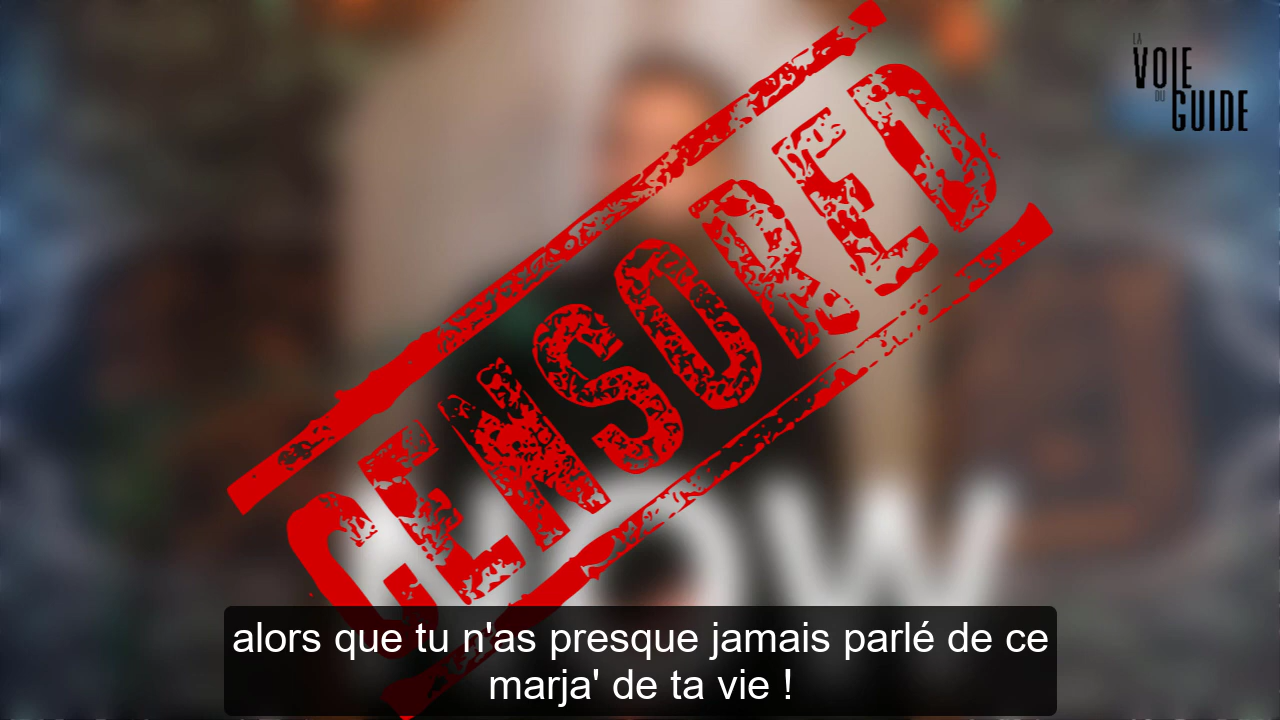 LA
VOIE
DU
GUIDE
CENSORED
alors que tu n'as presque jamais parlé de ce
marja' de ta vie !